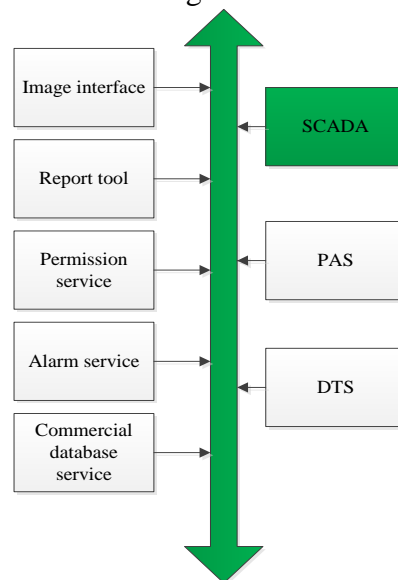 Image interface
Report tool
Permission
service
Alarm service
Commercial
database
service
SCADA
PAS
DTS